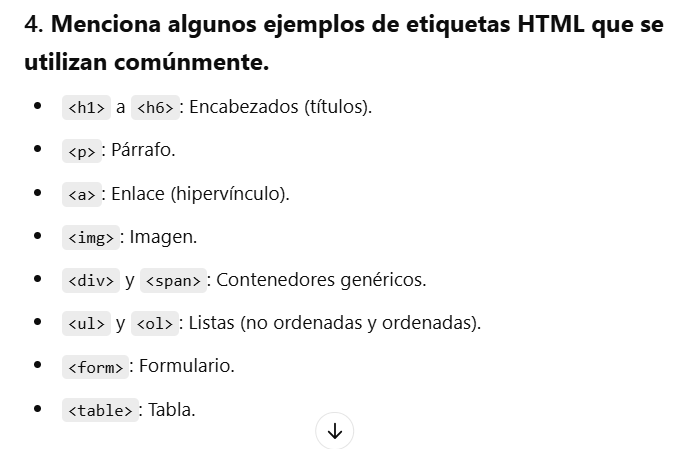 4. Menciona algunos ejemplos de etiquetas HTML que se
utilizan comúnmente.
• <h1> a <h6>: Encabezados (títulos).
• <p>: Párrafo.
• <a>: Enlace (hipervínculo).
• <img>: Imagen.
• <div> y <span>: Contenedores genéricos.
• <ul> y <ol>: Listas (no ordenadas y ordenadas).
• <form>: Formulario.
• <table>: Tabla.